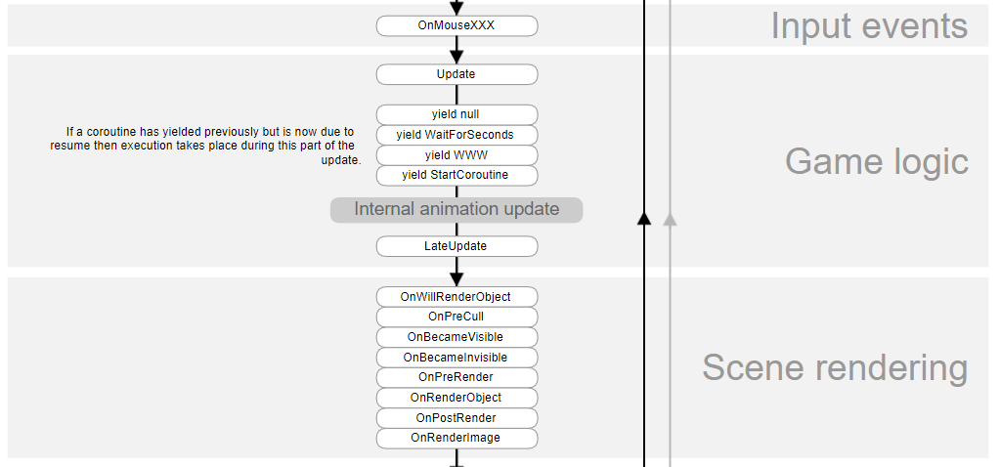 OnMouseXXX
Input events
Update
yield null
If a coroutine has yielded previously but is now due to
resume then execution takes place during this part of the
update.
yield WaitForSeconds
yield WWW
yield StartCoroutine
Game logic
Internal animation update
LateUpdate
OnWillRenderObject
OnPreCull
OnBecameVisible
OnBecameInvisible
OnPreRender
OnRenderObject
OnPostRender
OnRenderImage
Scene rendering